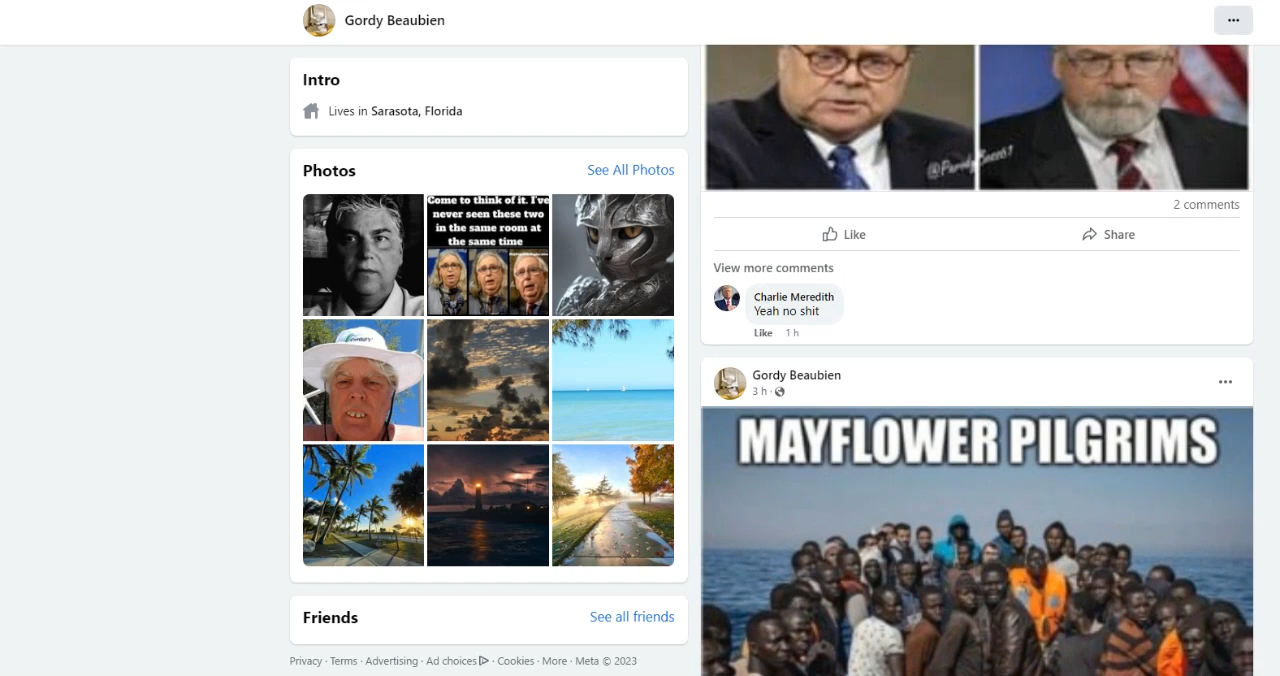 Gordy Beaubien
...
Intro
Lives in Sarasota, Florida
Photos
See All Photos
Come to think of it. I've
never seen these two
in the same room at
the same time
Friends
See all friends
Privacy · Terms · Advertising · Ad choices · Cookies · More · Meta © 2023
2 comments
Like
Share
View more comments
Charlie Meredith
Yeah no shit
Like 1 h
Gordy Beaubien
3 h ·
...
MAYFLOWER PILGRIMS